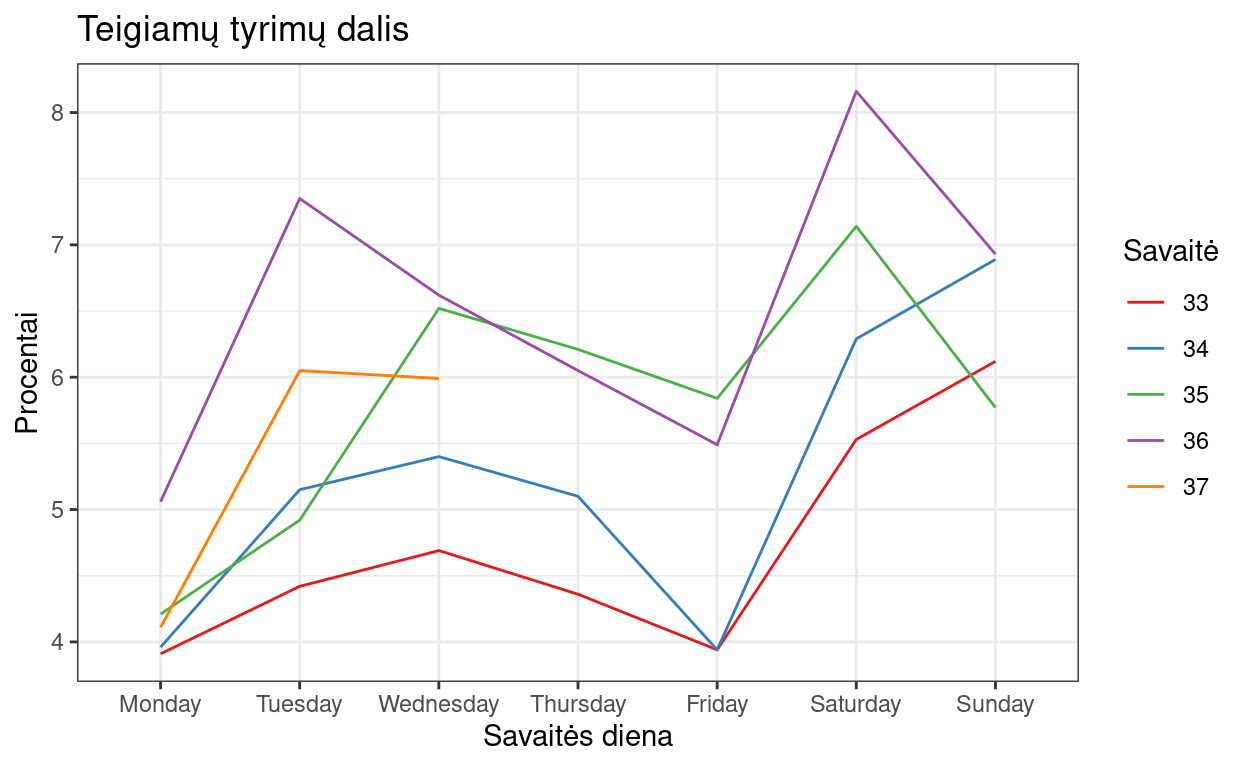 Teigiamų tyrimų dalis
Procentai
8
7
6
5
4
Monday Tuesday Wednesday Thursday Friday Saturday Sunday
Savaitės diena
Savaitė
33
34
35
36
37